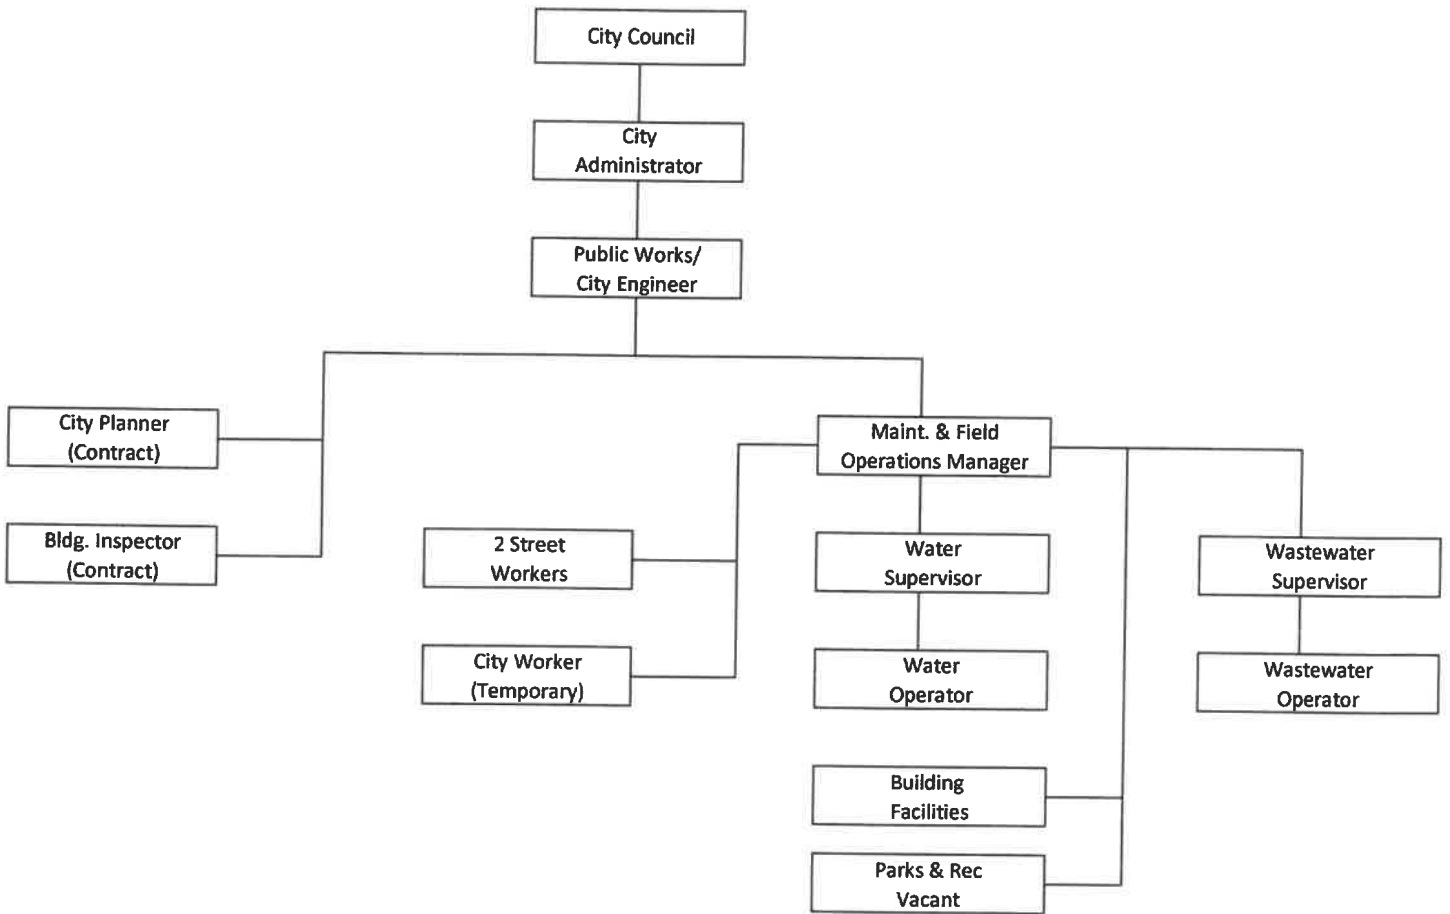 City Council
City
Administrator
Public Works/
City Engineer
City Planner
(Contract)
Maint. & Field
Operations Manager
Bldg. Inspector
(Contract)
2 Street
Workers
Water
Supervisor
Wastewater
Supervisor
City Worker
(Temporary)
Water
Operator
Wastewater
Operator
Building
Facilities
Parks & Rec
Vacant